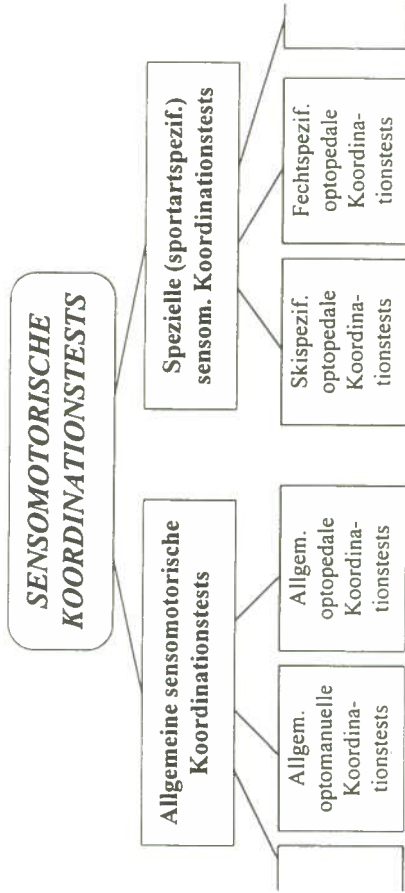 SENSOMOTORISCHE
KOORDINATIONSTESTS
Allgemeine sensomotorische
Koordinationstests
Spezielle (sportartspezif.)
sensom. Koordinationstests
Allgem.
optomanuelle
Koordina-
tionstests
Allgem.
optopedale
Koordina-
tionstests
Skispezif.
optopedale
Koordina-
tionstests
Fechtspezif.
optopedale
Koordina-
tionstests